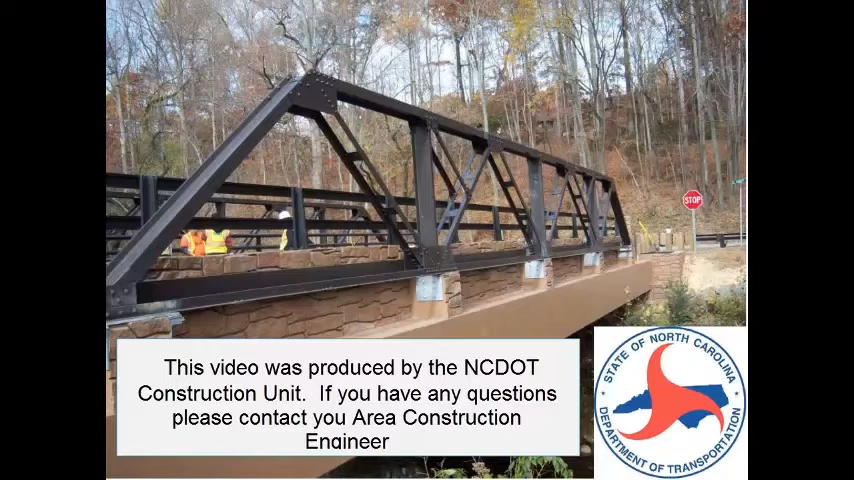 STOP
This video was produced by the NCDOT
Construction Unit.  If you have any questions
please contact you Area Construction
Engineer
STATE OF NORTH CAROLINA
DEPARTMENT OF TRANSPORTATION